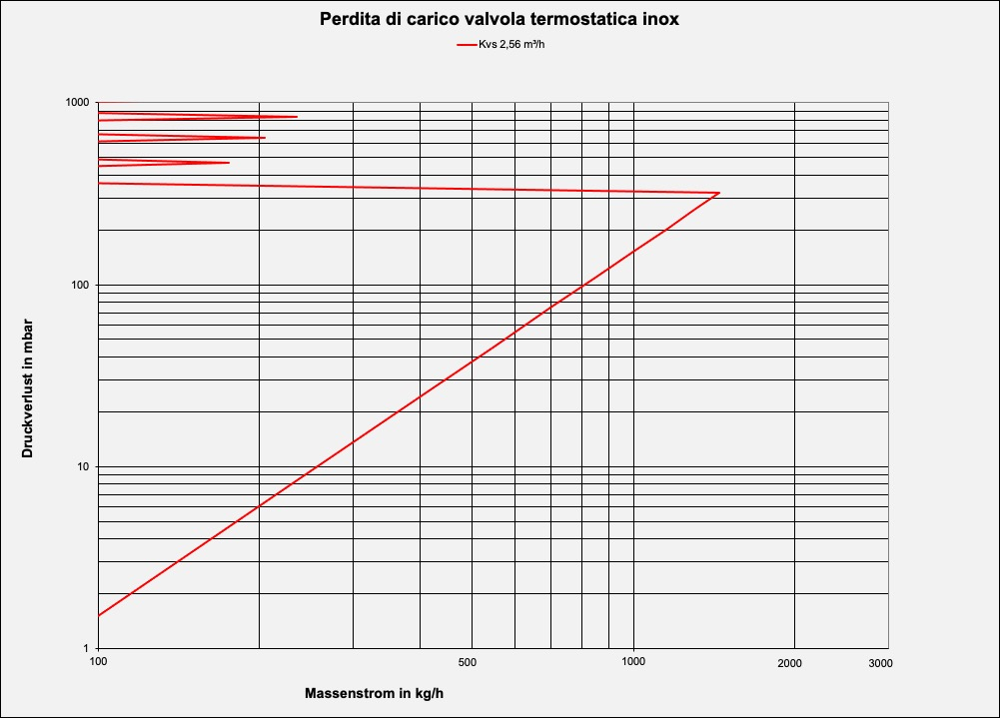 Perdita di carico valvola termostatica inox
Kvs 2,56 m³/h
1000
100
10
1
Druckverlust in mbar
100
500
1000
2000
3000
Massenstrom in kg/h